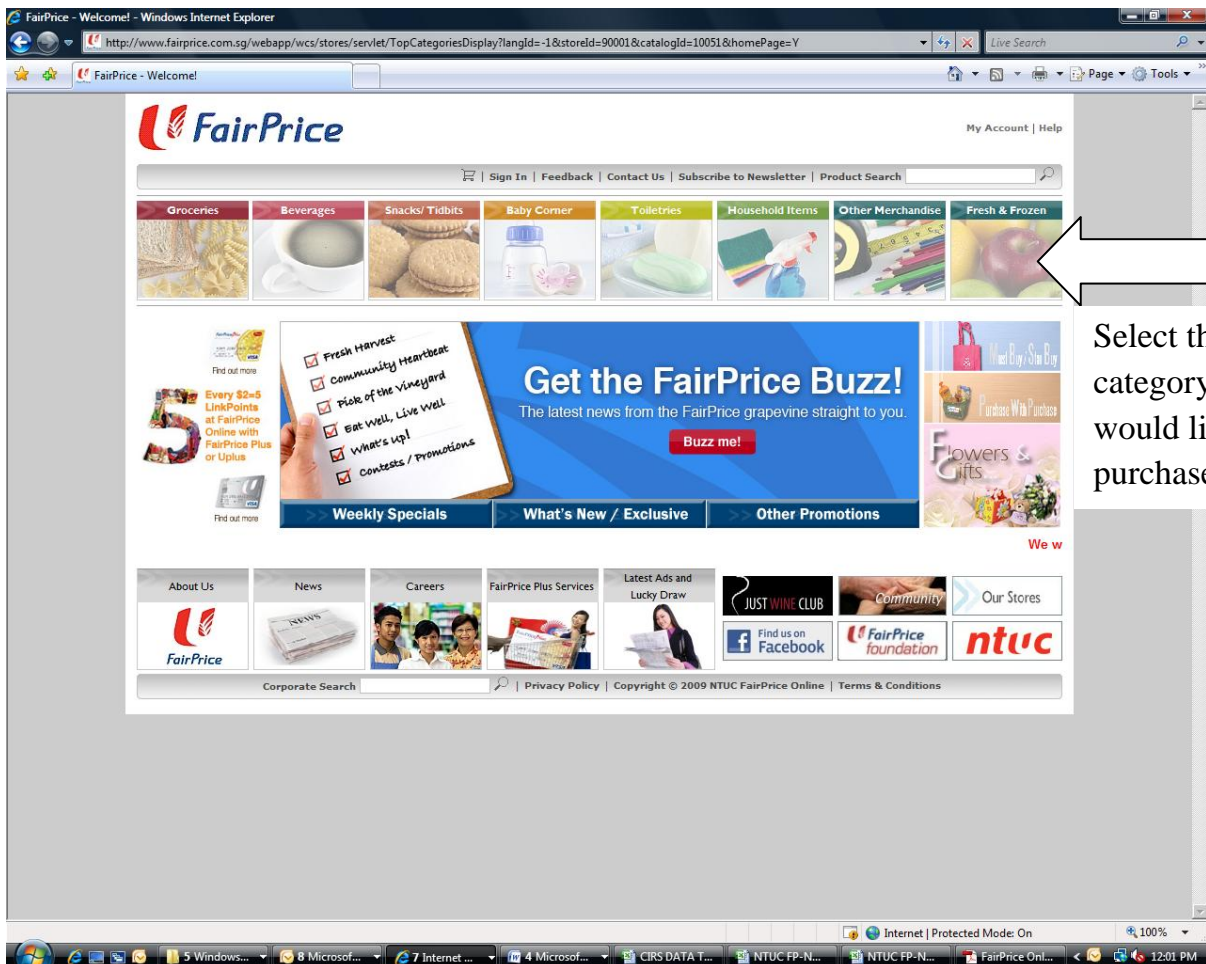 FairPrice - Welcome! - Windows Internet Explorer
http://www.fairprice.com.sg/webapp/wcs/stores/servlet/TopCategoriesDisplay?langId=-1&storeId=90001&catalogId=10051&homePage=Y
Live Search
FairPrice - Welcome!
Page Tools
FairPrice
My Account | Help
| Sign In | Feedback | Contact Us | Subscribe to Newsletter | Product Search
Groceries
Beverages
Snacks/ Tidbits
Baby Corner
Toiletries
Household Items
Other Merchandise
Fresh & Frozen
Select th
category
would li
purchase
Find out more
Every $2=5
LinkPoints
at FairPrice
Online with
FairPrice Plus
or Uplus
5
VISA
Find out more
Fresh Harvest
Community Heartbeat
Pick of the vineyard
Eat Well, Live Well
What's up!
Contests / Promotions
Get the FairPrice Buzz!
The latest news from the FairPrice grapevine straight to you.
Buzz me!
>> Weekly Specials
>> What's New / Exclusive
>> Other Promotions
Must Buy / Sure Buy
Purchase With Purchase
Flowers &
Gifts
We w
About Us
FairPrice
News
NEWS
Careers
FairPrice Plus Services
Latest Ads and
Lucky Draw
JUST WINE CLUB
Community
Our Stores
Find us on
Facebook
FairPrice
foundation
ntuc
Corporate Search | Privacy Policy | Copyright © 2009 NTUC FairPrice Online | Terms & Conditions
Internet | Protected Mode: On
100%
5 Windows...
8 Microsof...
7 Internet ...
4 Microsof...
CIRS DATA T...
NTUC FP-N...
NTUC FP-N...
FairPrice Onl...
12:01 PM